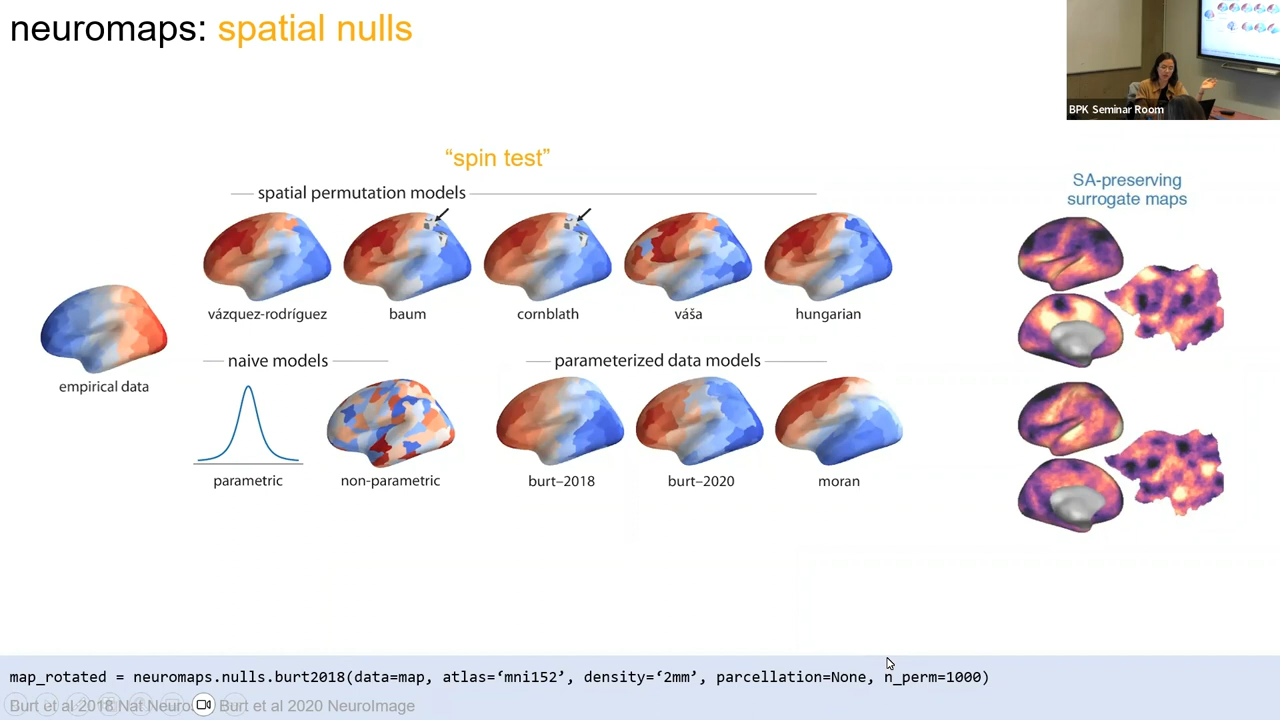 neuromaps: spatial nulls
BPK Seminar Room
“spin test”
spatial permutation models
SA-preserving
surrogate maps
vázquez-rodríguez
baum
cornblath
váša
hungarian
empirical data
naive models
parameterized data models
parametric
non-parametric
burt–2018
burt–2020
moran
map_rotated = neuromaps.nulls.burt2018(data=map, atlas=‘mni152’, density=‘2mm’, parcellation=None, n_perm=1000)
Burt et al 2018 Nat Neuro
Burt et al 2020 NeuroImage